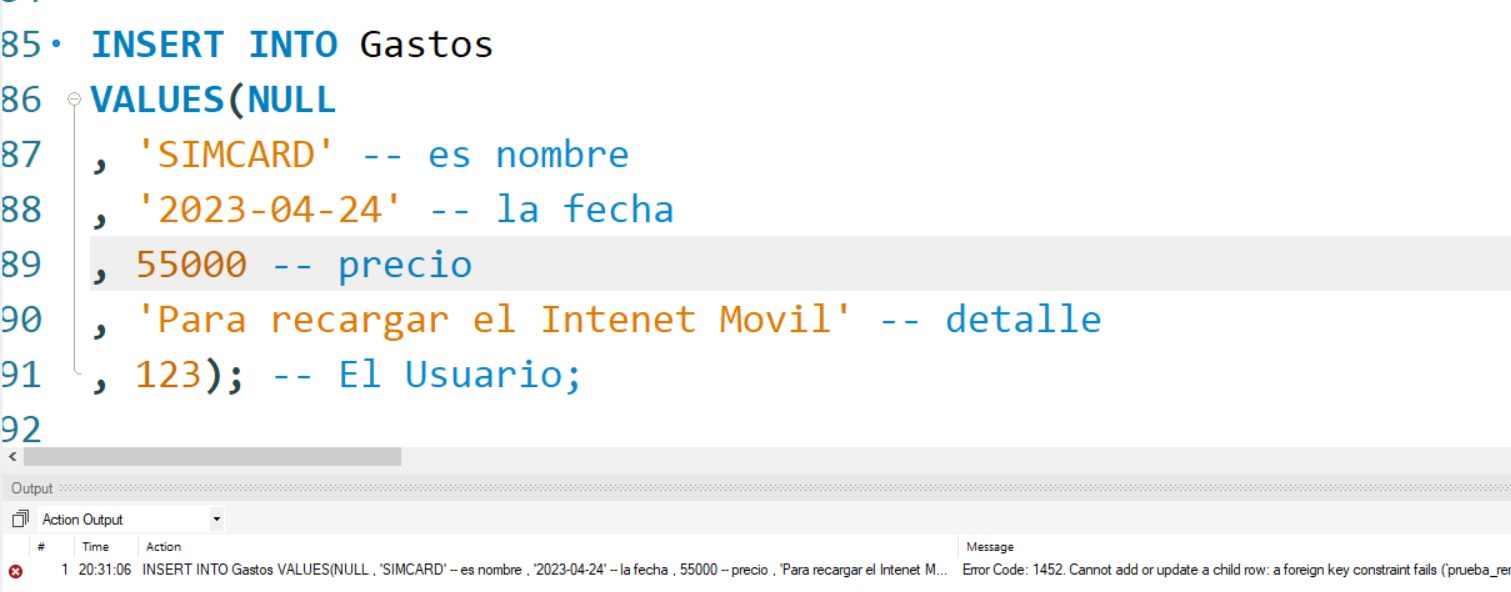 85 INSERT INTO Gastos
86 VALUES(NULL
87 , 'SIMCARD' -- es nombre
88 , '2023-04-24' -- la fecha
89 , 55000 -- precio
90 , 'Para recargar el Intenet Movil' -- detalle
91 , 123); -- El Usuario;
92
Output
Action Output
# Time Action Message
1 20:31:06 INSERT INTO Gastos VALUES(NULL , 'SIMCARD' -- es nombre , '2023-04-24' -- la fecha , 55000 -- precio , 'Para recargar el Intenet M... Error Code: 1452. Cannot add or update a child row: a foreign key constraint fails (`prueba_rer